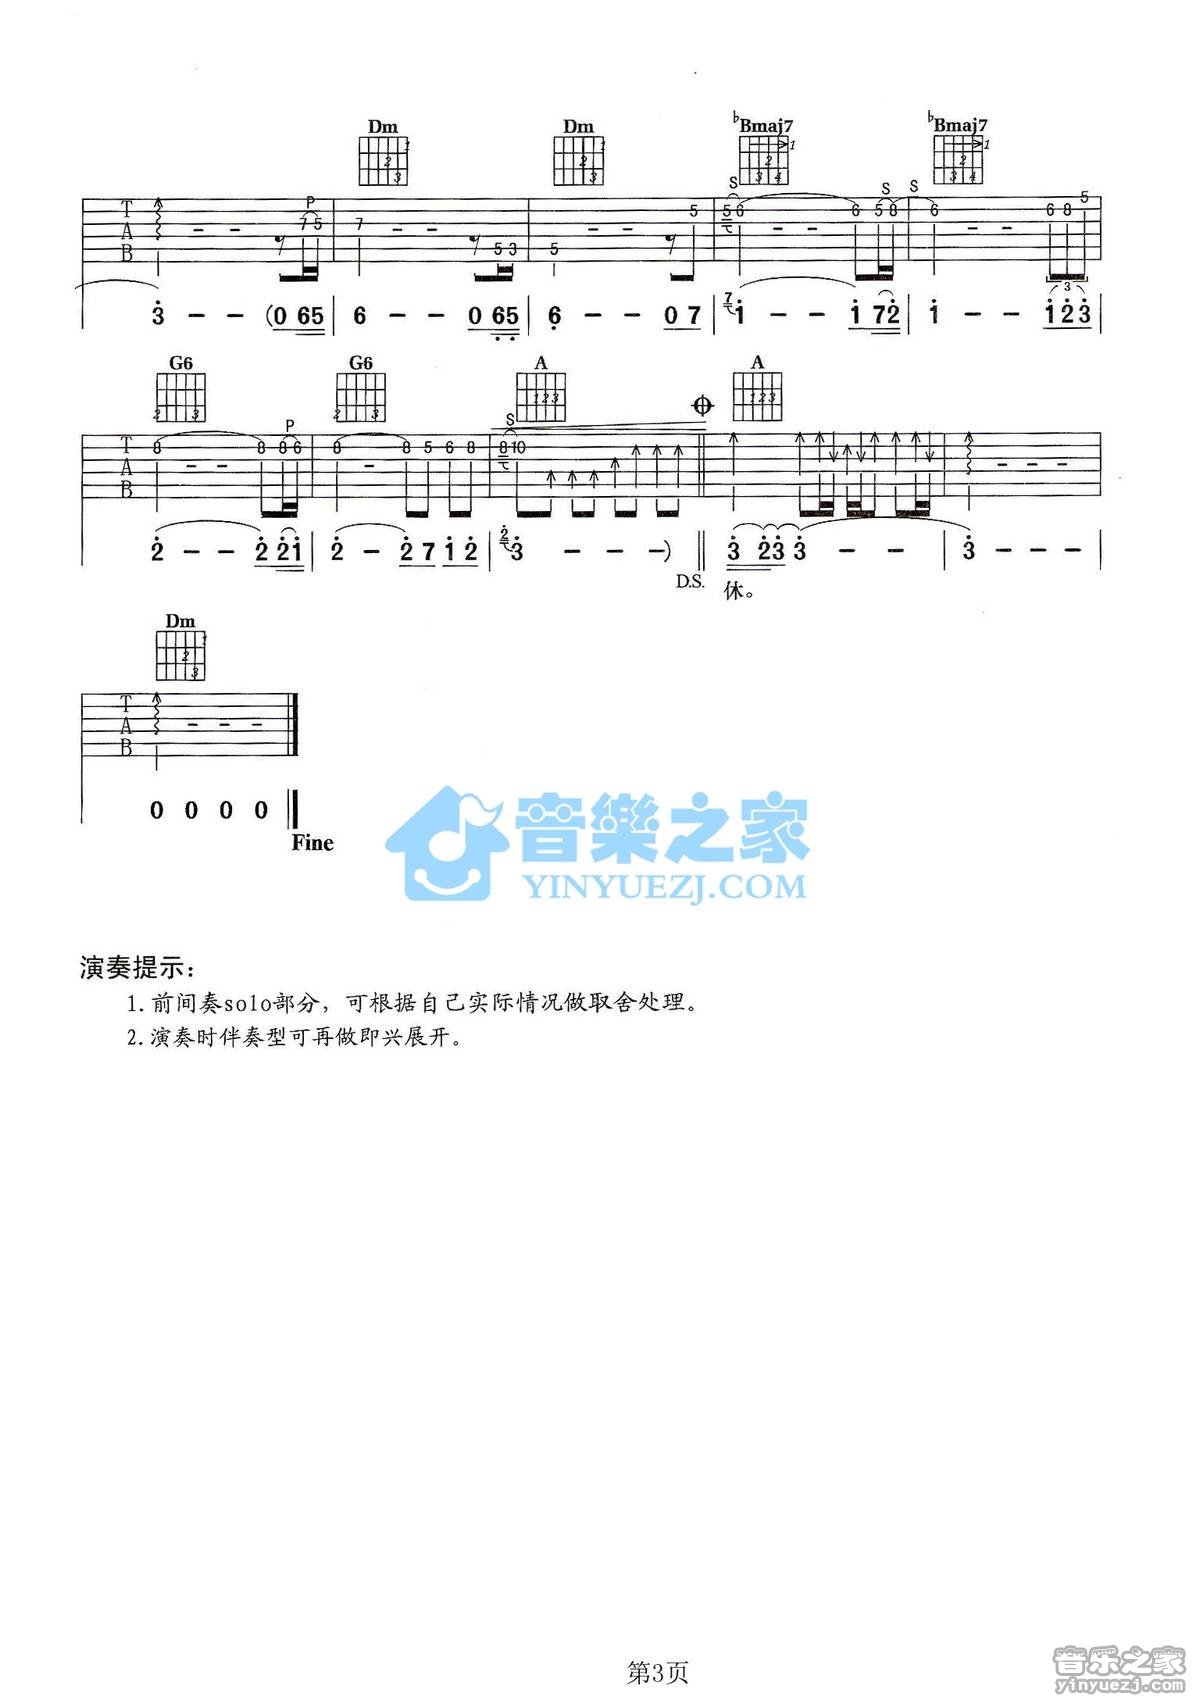 Dm Dm ♭Bmaj7 ♭Bmaj7
T A B P 7 5 7 5 3 5 5 S 5 6 6 S 5 8 S 6 6 8 5
3 - - (0 65 6 - - 0 65 6 - - 0 7 7 1 - - 1 72 1 - - 3 123
G6 G6 A A
T A B 8 8 P 8 6 8 8 5 6 8 S 8 10
2 - - 2 21 2 - 2 7 1 2 2 3 - - -) 3 23 3 - - 3 - - -
D.S. 休。
Dm
T A B - - -
0 0 0 0
Fine
音樂之家
YINYUEZJ.COM
演奏提示:
1.前间奏solo部分，可根据自己实际情况做取舍处理。
2.演奏时伴奏型可再做即兴展开。
第3页
音乐之家
yinyuezj.com